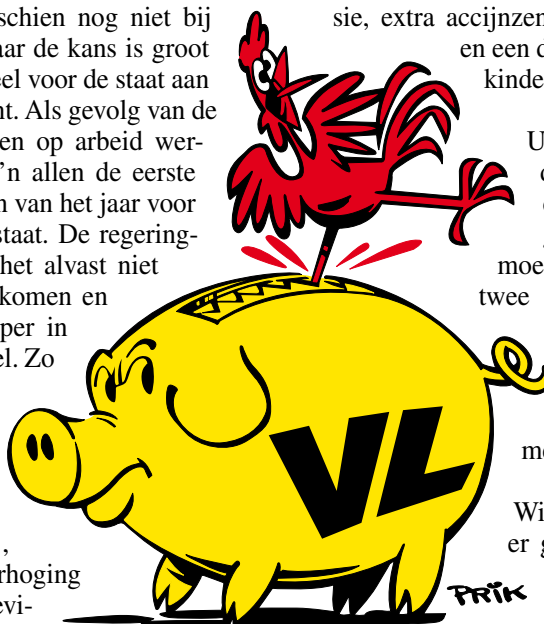 schien nog niet bij
aar de kans is groot
eel voor de staat aan
nt. Als gevolg van de
en op arbeid wer-
’n allen de eerste
n van het jaar voor
staat. De regering-
het alvast niet
komen en
per in
el. Zo
,
rhoging
evi-
sie, extra accijnzen
en een d
kinde
U
moe
twee
me
Wi
er g
VL
PRIK